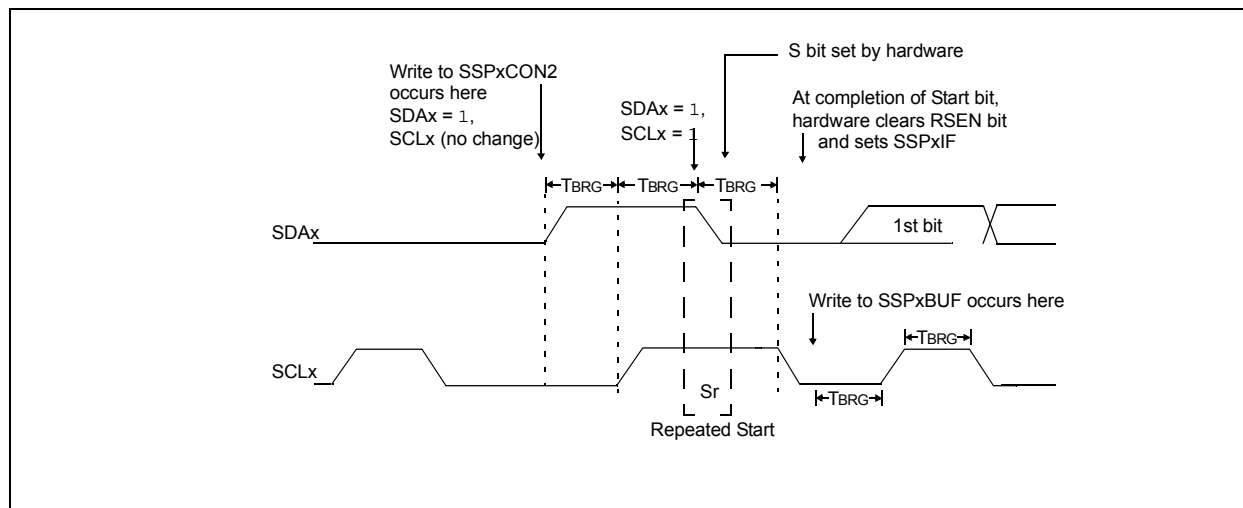 S bit set by hardware
Write to SSPxCON2
occurs here
SDAx = 1,
SCLx (no change)
SDAx = 1,
SCLx = 1
At completion of Start bit,
hardware clears RSEN bit
and sets SSPxIF
TBRG TBRG TBRG
SDAx
1st bit
Write to SSPxBUF occurs here
TBRG
SCLx
Sr
TBRG
Repeated Start